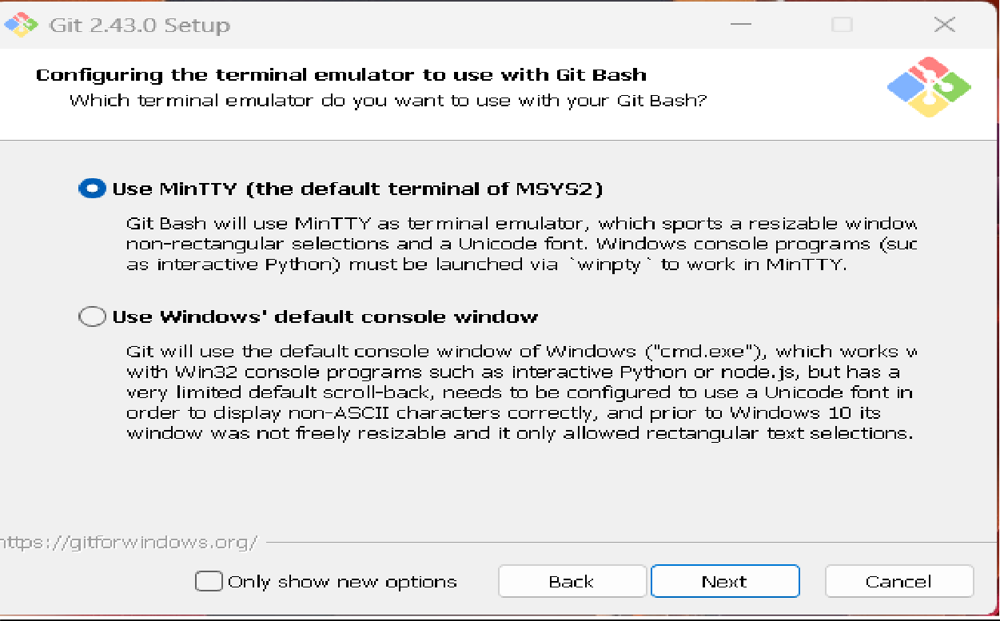 Git 2.43.0 Setup
Configuring the terminal emulator to use with Git Bash
Which terminal emulator do you want to use with your Git Bash?
Use MinTTY (the default terminal of MSYS2)
Git Bash will use MinTTY as terminal emulator, which sports a resizable window
non-rectangular selections and a Unicode font. Windows console programs (suc
as interactive Python) must be launched via `winpty` to work in MinTTY.
Use Windows' default console window
Git will use the default console window of Windows ("cmd.exe"), which works w
with Win32 console programs such as interactive Python or node.js, but has a
very limited default scroll-back, needs to be configured to use a Unicode font in
order to display non-ASCII characters correctly, and prior to Windows 10 its
window was not freely resizable and it only allowed rectangular text selections.
https://gitforwindows.org/
Only show new options
Back
Next
Cancel